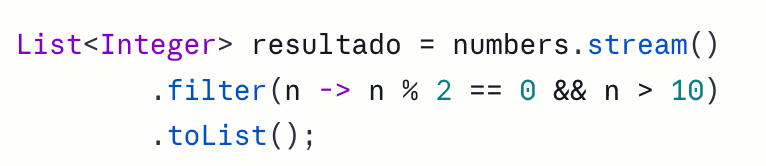 List<Integer> resultado = numbers.stream()
.filter(n -> n % 2 == 0 && n > 10)
.toList();